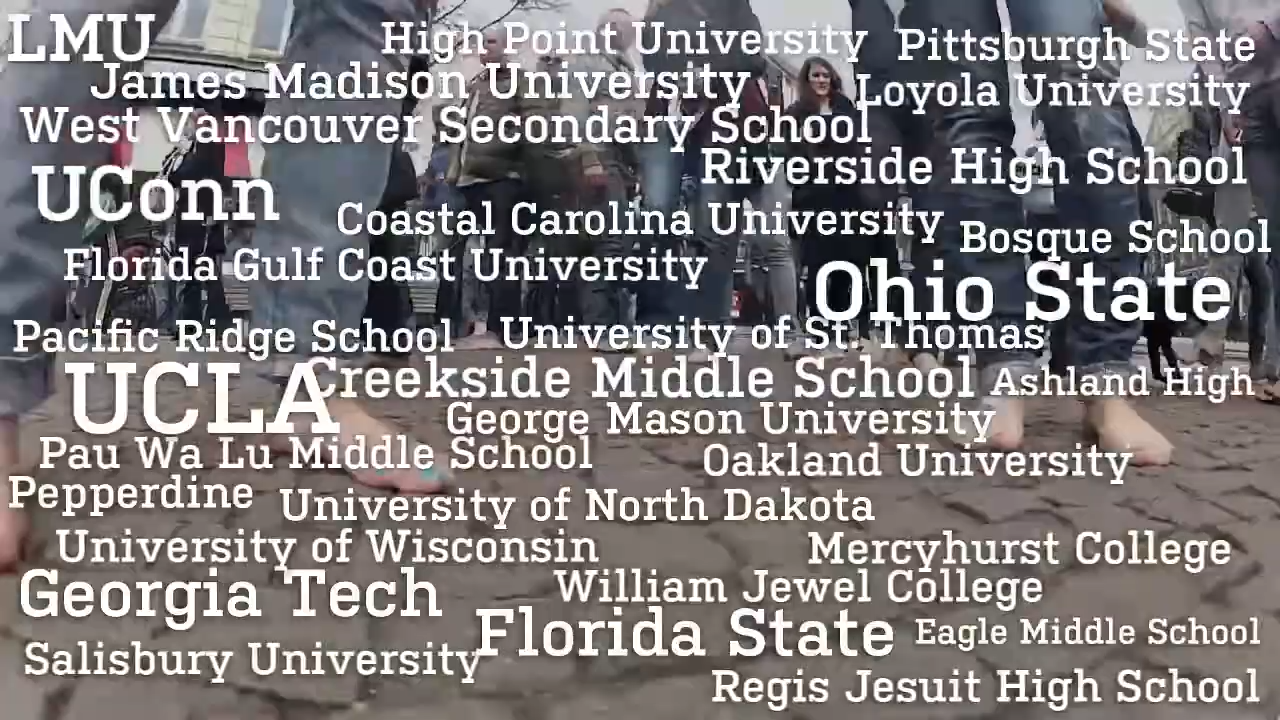 LMU
High Point University
Pittsburgh State
James Madison University
Loyola University
West Vancouver Secondary School
Riverside High School
UConn
Coastal Carolina University
Bosque School
Florida Gulf Coast University
Ohio State
Pacific Ridge School
University of St. Thomas
UCLA
Creekside Middle School
Ashland High
George Mason University
Pau Wa Lu Middle School
Oakland University
Pepperdine
University of North Dakota
University of Wisconsin
Mercyhurst College
Georgia Tech
William Jewel College
Florida State
Eagle Middle School
Salisbury University
Regis Jesuit High School